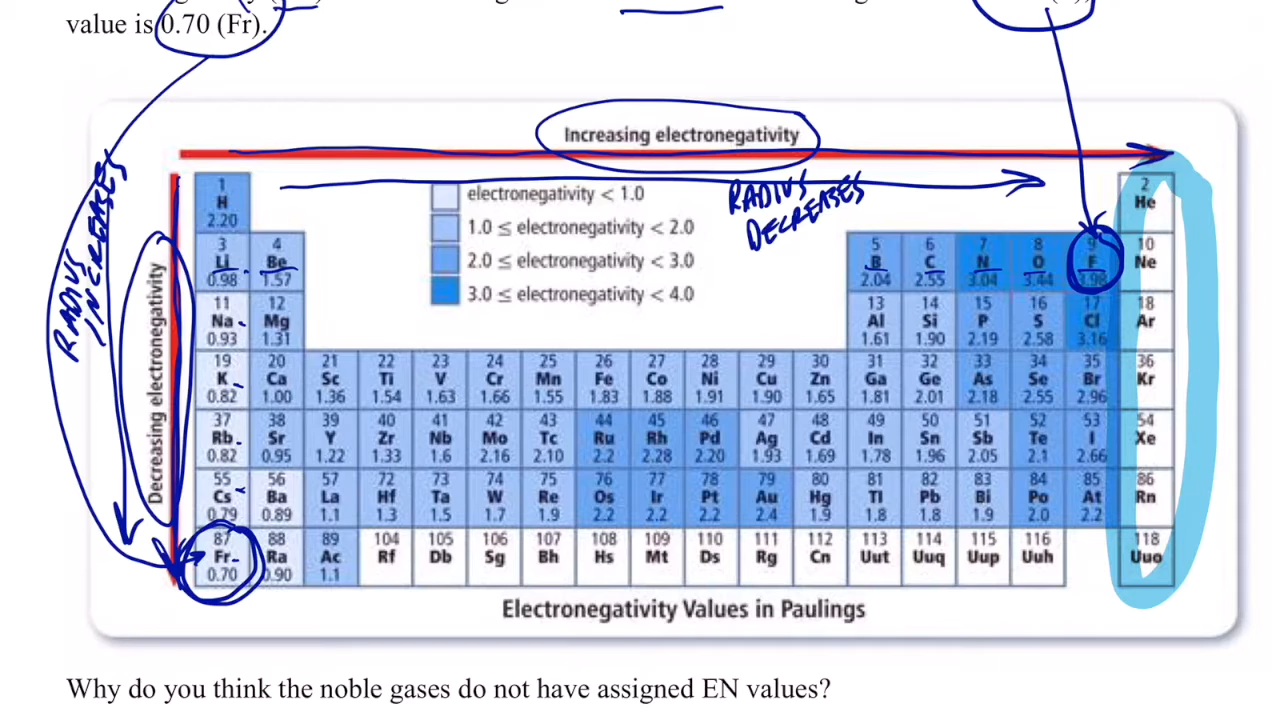 value is 0.70 (Fr).
Increasing electronegativity
Decreasing electronegativity
RADIUS INCREASES
RADIUS DECREASES
electronegativity < 1.0
1.0 ≤ electronegativity < 2.0
2.0 ≤ electronegativity < 3.0
3.0 ≤ electronegativity < 4.0
1 2
H He
2.20
3 4 5 6 7 8 9 10
Li Be B C N O F Ne
0.98 1.57 2.04 2.55 3.04 3.44 3.98
11 12 13 14 15 16 17 18
Na Mg Al Si P S Cl Ar
0.93 1.31 1.61 1.90 2.19 2.58 3.16
19 20 21 22 23 24 25 26 27 28 29 30 31 32 33 34 35 36
K Ca Sc Ti V Cr Mn Fe Co Ni Cu Zn Ga Ge As Se Br Kr
0.82 1.00 1.36 1.54 1.63 1.66 1.55 1.83 1.88 1.91 1.90 1.65 1.81 2.01 2.18 2.55 2.96
37 38 39 40 41 42 43 44 45 46 47 48 49 50 51 52 53 54
Rb Sr Y Zr Nb Mo Tc Ru Rh Pd Ag Cd In Sn Sb Te I Xe
0.82 0.95 1.22 1.33 1.6 2.16 2.10 2.2 2.28 2.20 1.93 1.69 1.78 1.96 2.05 2.1 2.66
55 56 57 72 73 74 75 76 77 78 79 80 81 82 83 84 85 86
Cs Ba La Hf Ta W Re Os Ir Pt Au Hg Tl Pb Bi Po At Rn
0.79 0.89 1.1 1.3 1.5 1.7 1.9 2.2 2.2 2.2 2.4 1.9 1.8 1.8 1.9 2.0 2.2
87 88 89 104 105 106 107 108 109 110 111 112 113 114 115 116 118
Fr Ra Ac Rf Db Sg Bh Hs Mt Ds Rg Cn Uut Uuq Uup Uuh Uuo
0.70 0.90 1.1
Electronegativity Values in Paulings
Why do you think the noble gases do not have assigned EN values?